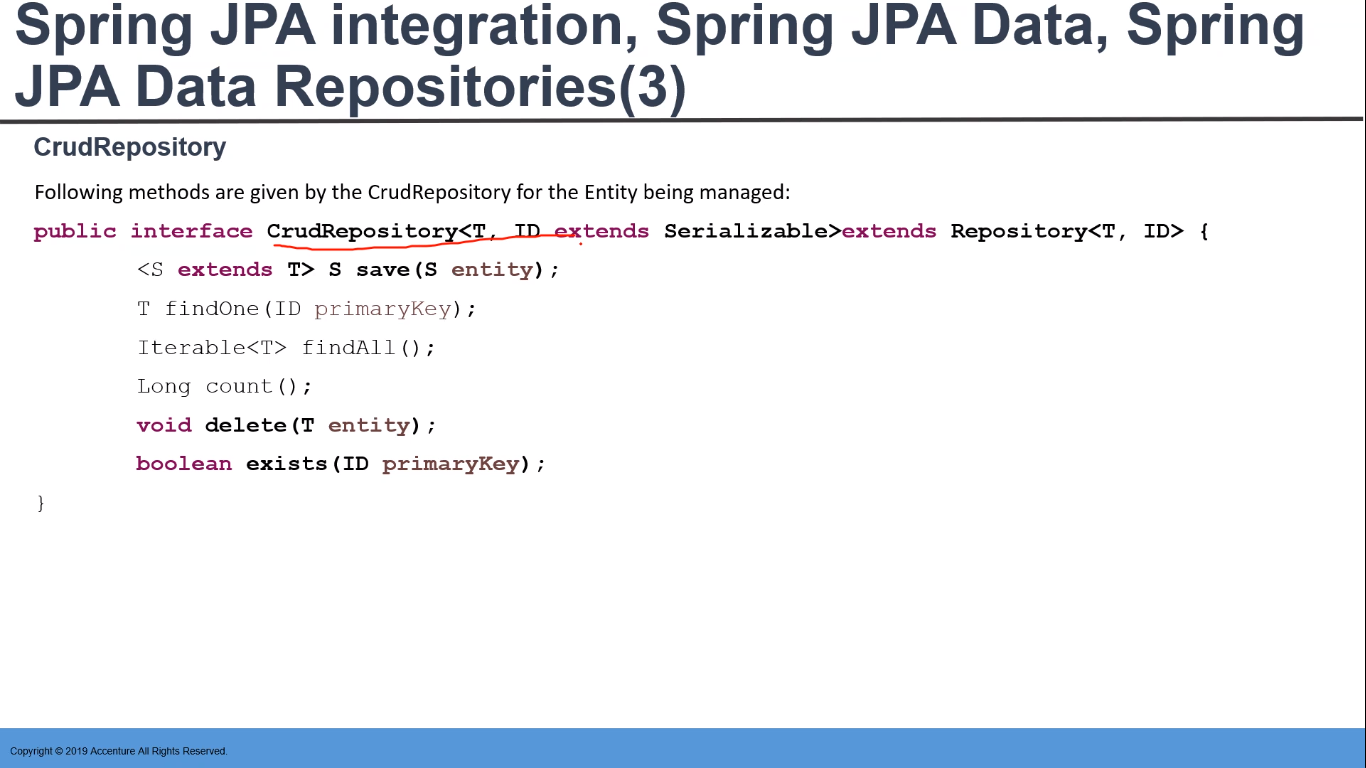 Spring JPA integration, Spring JPA Data, Spring
JPA Data Repositories(3)
CrudRepository
Following methods are given by the CrudRepository for the Entity being managed:
public interface CrudRepository<T, ID extends Serializable>extends Repository<T, ID> {
<S extends T> S save(S entity);
T findOne(ID primaryKey);
Iterable<T> findAll();
Long count();
void delete(T entity);
boolean exists(ID primaryKey);
}
Copyright © 2019 Accenture All Rights Reserved.